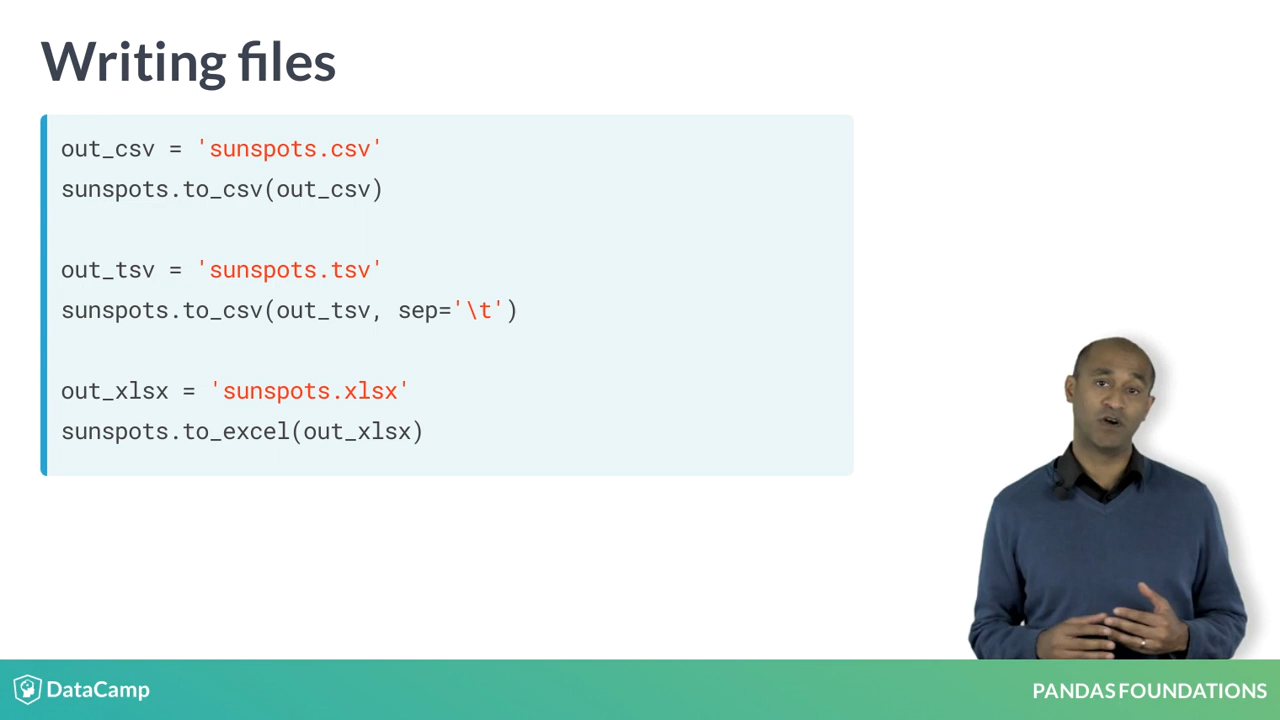 Writing files
out_csv = 'sunspots.csv'
sunspots.to_csv(out_csv)
out_tsv = 'sunspots.tsv'
sunspots.to_csv(out_tsv, sep='\t')
out_xlsx = 'sunspots.xlsx'
sunspots.to_excel(out_xlsx)
DataCamp
PANDAS FOUNDATIONS